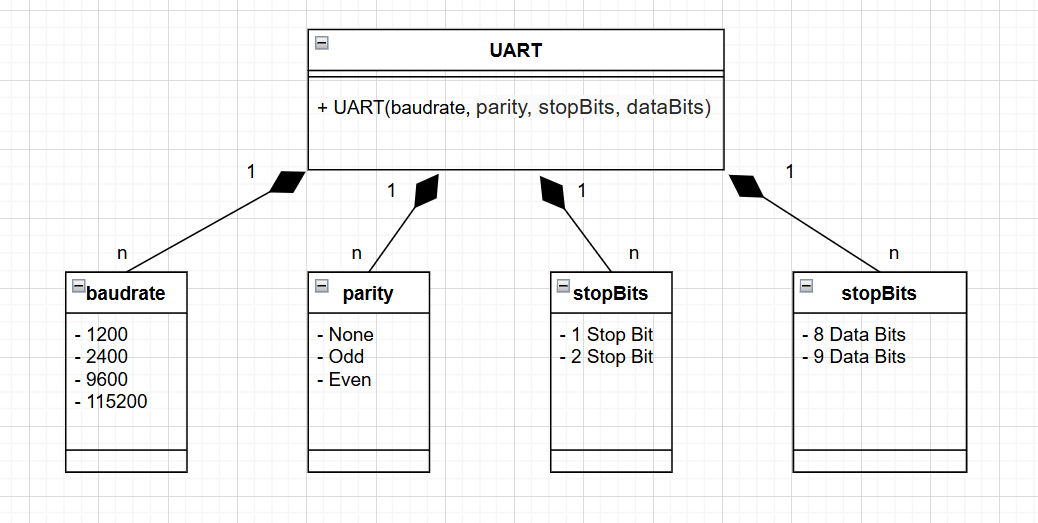 UART
+ UART(baudrate, parity, stopBits, dataBits)
1
1
1
1
n
n
n
n
baudrate
- 1200
- 2400
- 9600
- 115200
parity
- None
- Odd
- Even
stopBits
- 1 Stop Bit
- 2 Stop Bit
stopBits
- 8 Data Bits
- 9 Data Bits